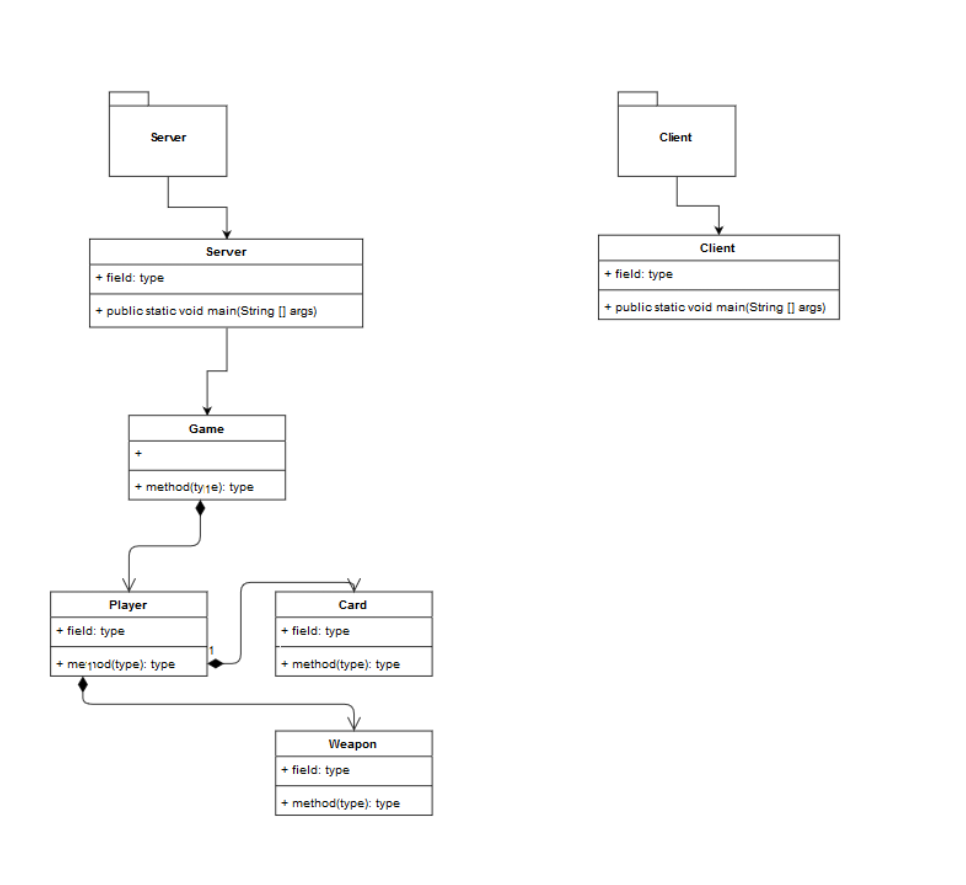 Server
Client
Server
+ field: type
+ public static void main(String [] args)
Client
+ field: type
+ public static void main(String [] args)
Game
+
+ method(type): type
1
Player
+ field: type
+ method(type): type
1
1
Card
+ field: type
+ method(type): type
Weapon
+ field: type
+ method(type): type